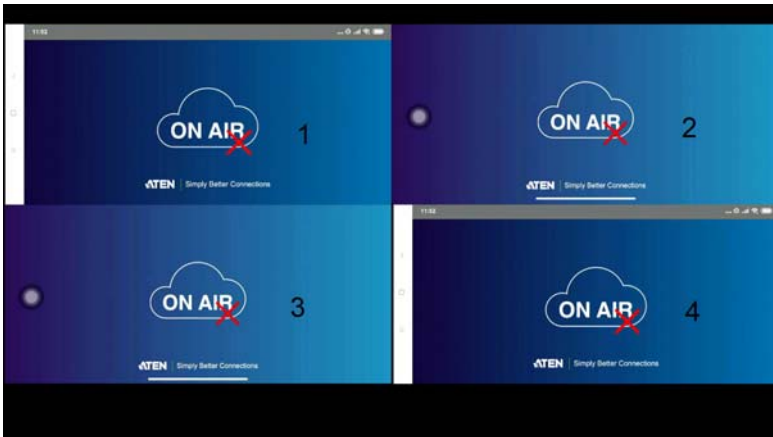 11:52
ON AIR
1
ATEN Simply Better Connections
ON AIR
2
ATEN Simply Better Connections
ON AIR
3
ATEN Simply Better Connections
11:52
ON AIR
4
ATEN Simply Better Connections